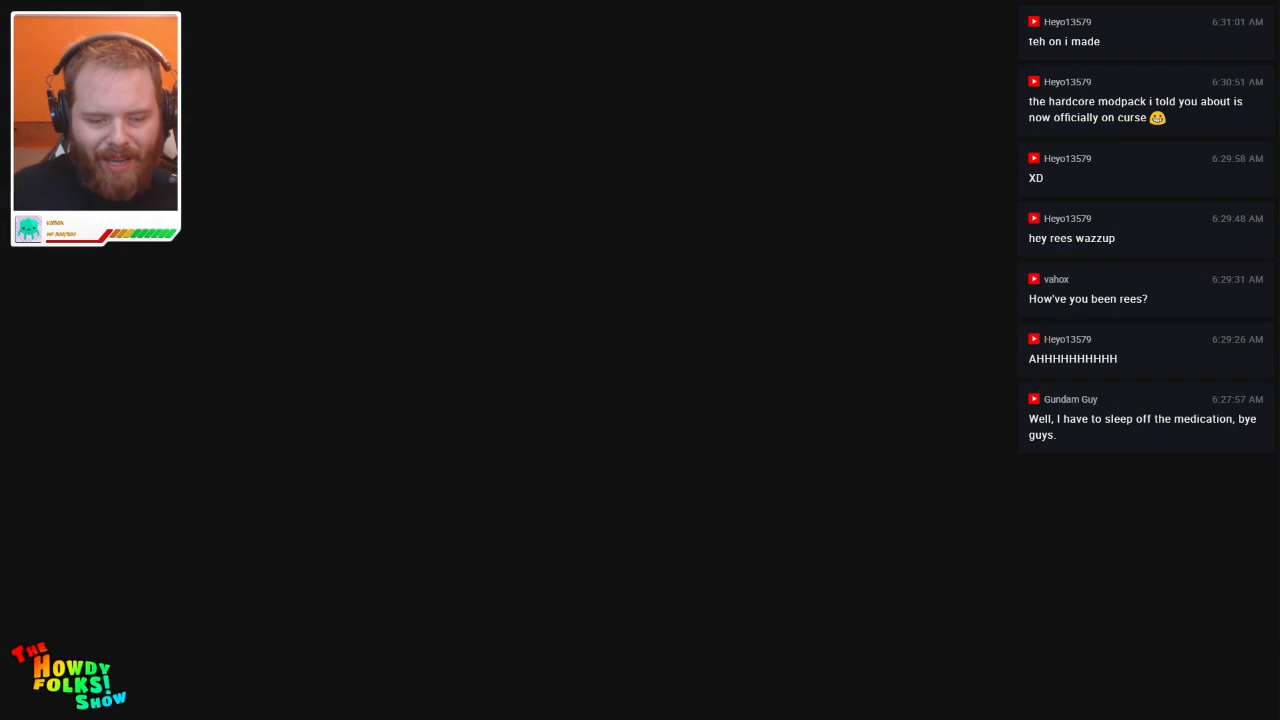 vahox
HP 500/500
Heyo13579 6:31:01 AM
teh on i made
Heyo13579 6:30:51 AM
the hardcore modpack i told you about is
now officially on curse
Heyo13579 6:29:58 AM
XD
Heyo13579 6:29:48 AM
hey rees wazzup
vahox 6:29:31 AM
How've you been rees?
Heyo13579 6:29:26 AM
AHHHHHHHHHH
Gundam Guy 6:27:57 AM
Well, I have to sleep off the medication, bye
guys.
THE
HOWDY
FOLKS!
SHOW